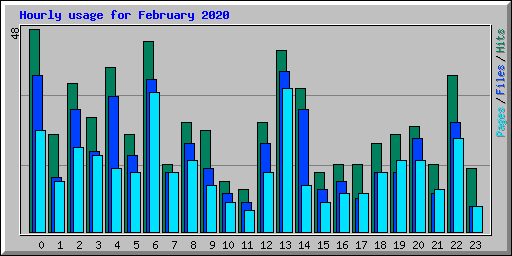 Hourly usage for February 2020
48
Pages / Files / Hits
0 1 2 3 4 5 6 7 8 9 10 11 12 13 14 15 16 17 18 19 20 21 22 23